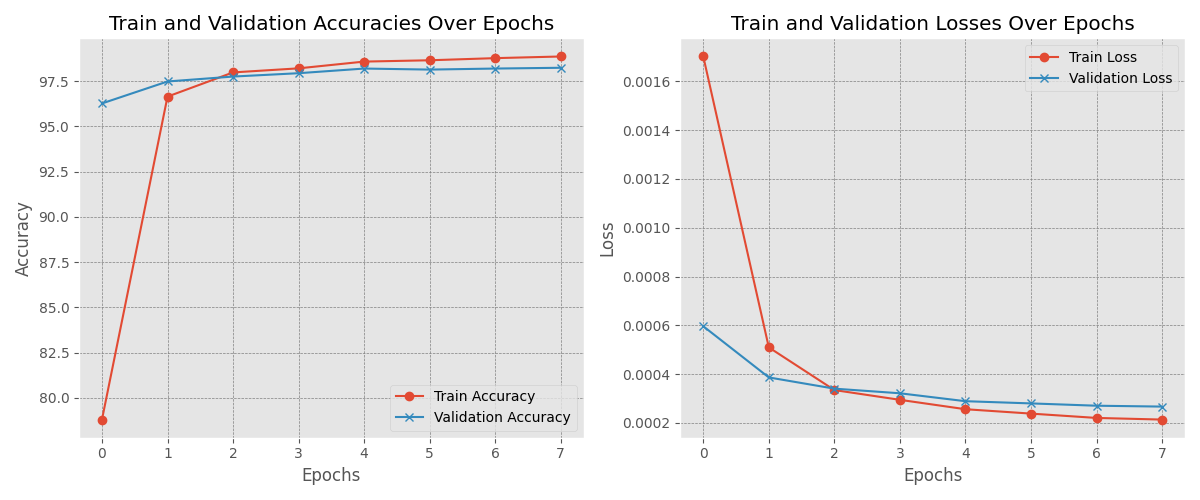 Train and Validation Accuracies Over Epochs
97.5
95.0
92.5
90.0
87.5
85.0
82.5
80.0
Accuracy
Train Accuracy
Validation Accuracy
0 1 2 3 4 5 6 7
Epochs
Train and Validation Losses Over Epochs
Train Loss
Validation Loss
0.0016
0.0014
0.0012
0.0010
0.0008
0.0006
0.0004
0.0002
Loss
0 1 2 3 4 5 6 7
Epochs